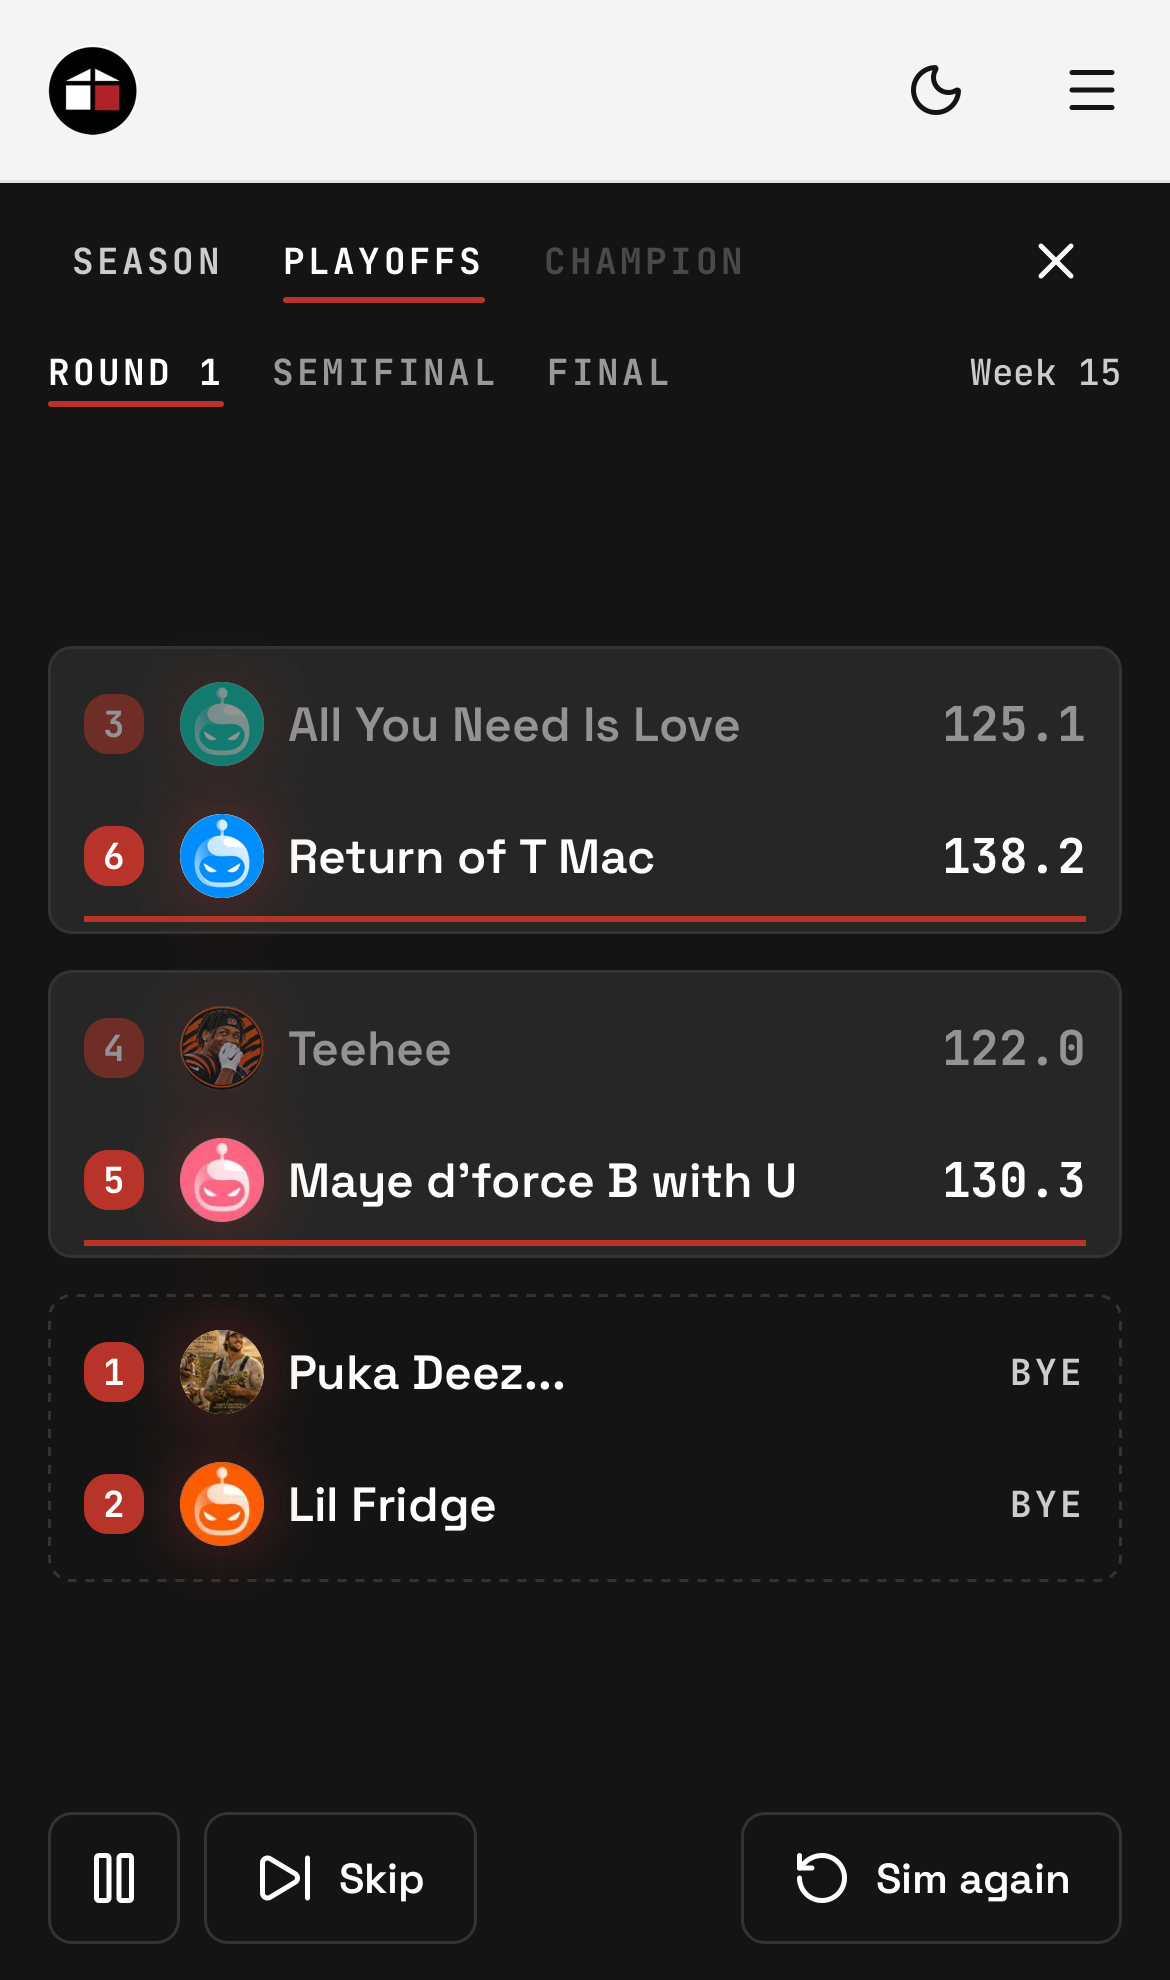 SEASON PLAYOFFS CHAMPION
ROUND 1 SEMIFINAL FINAL Week 15
3 All You Need Is Love 125.1
6 Return of T Mac 138.2
4 Teehee 122.0
5 Maye d'force B with U 130.3
1 Puka Deez... BYE
2 Lil Fridge BYE
Skip Sim again